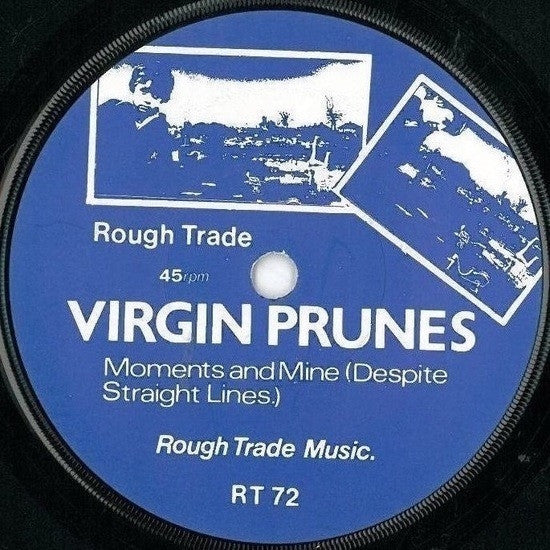 Rough Trade
45rpm
VIRGIN PRUNES
Moments and Mine (Despite
Straight Lines.)
Rough Trade Music.
RT 72